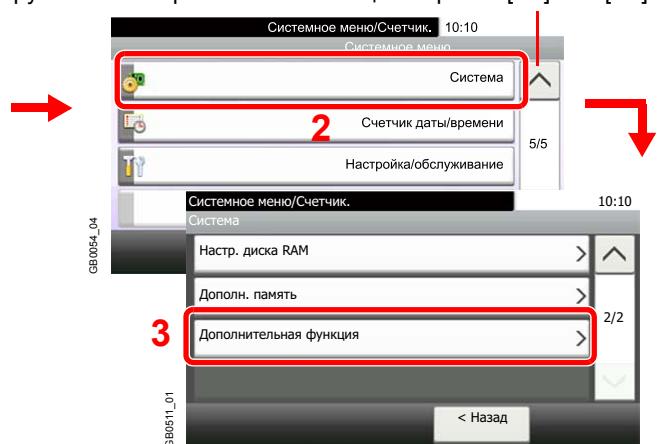 Системное меню/Счетчик. 10:10
Системное меню
Система
2
Счетчик даты/времени
5/5
Настройка/обслуживание
GB0054_04
Системное меню/Счетчик. 10:10
Система
Настр. диска RAM
Дополн. память
2/2
3
Дополнительная функция
< Назад
GB0511_01